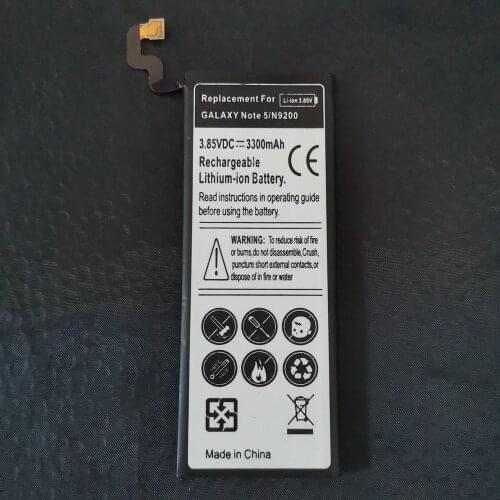 Replacement For
Li-ion 3.85V
GALAXY Note 5/N9200
3.85VDC⎓3300mAh
Rechargeable
Lithium-ion Battery.
CE
Read instructions in operating guide
before using the battery.
WARNING: To reduce risk of fire
or burns,do not disassemble,Crush,
puncture short external contacts,or
dispose of in fire or water
Made in China